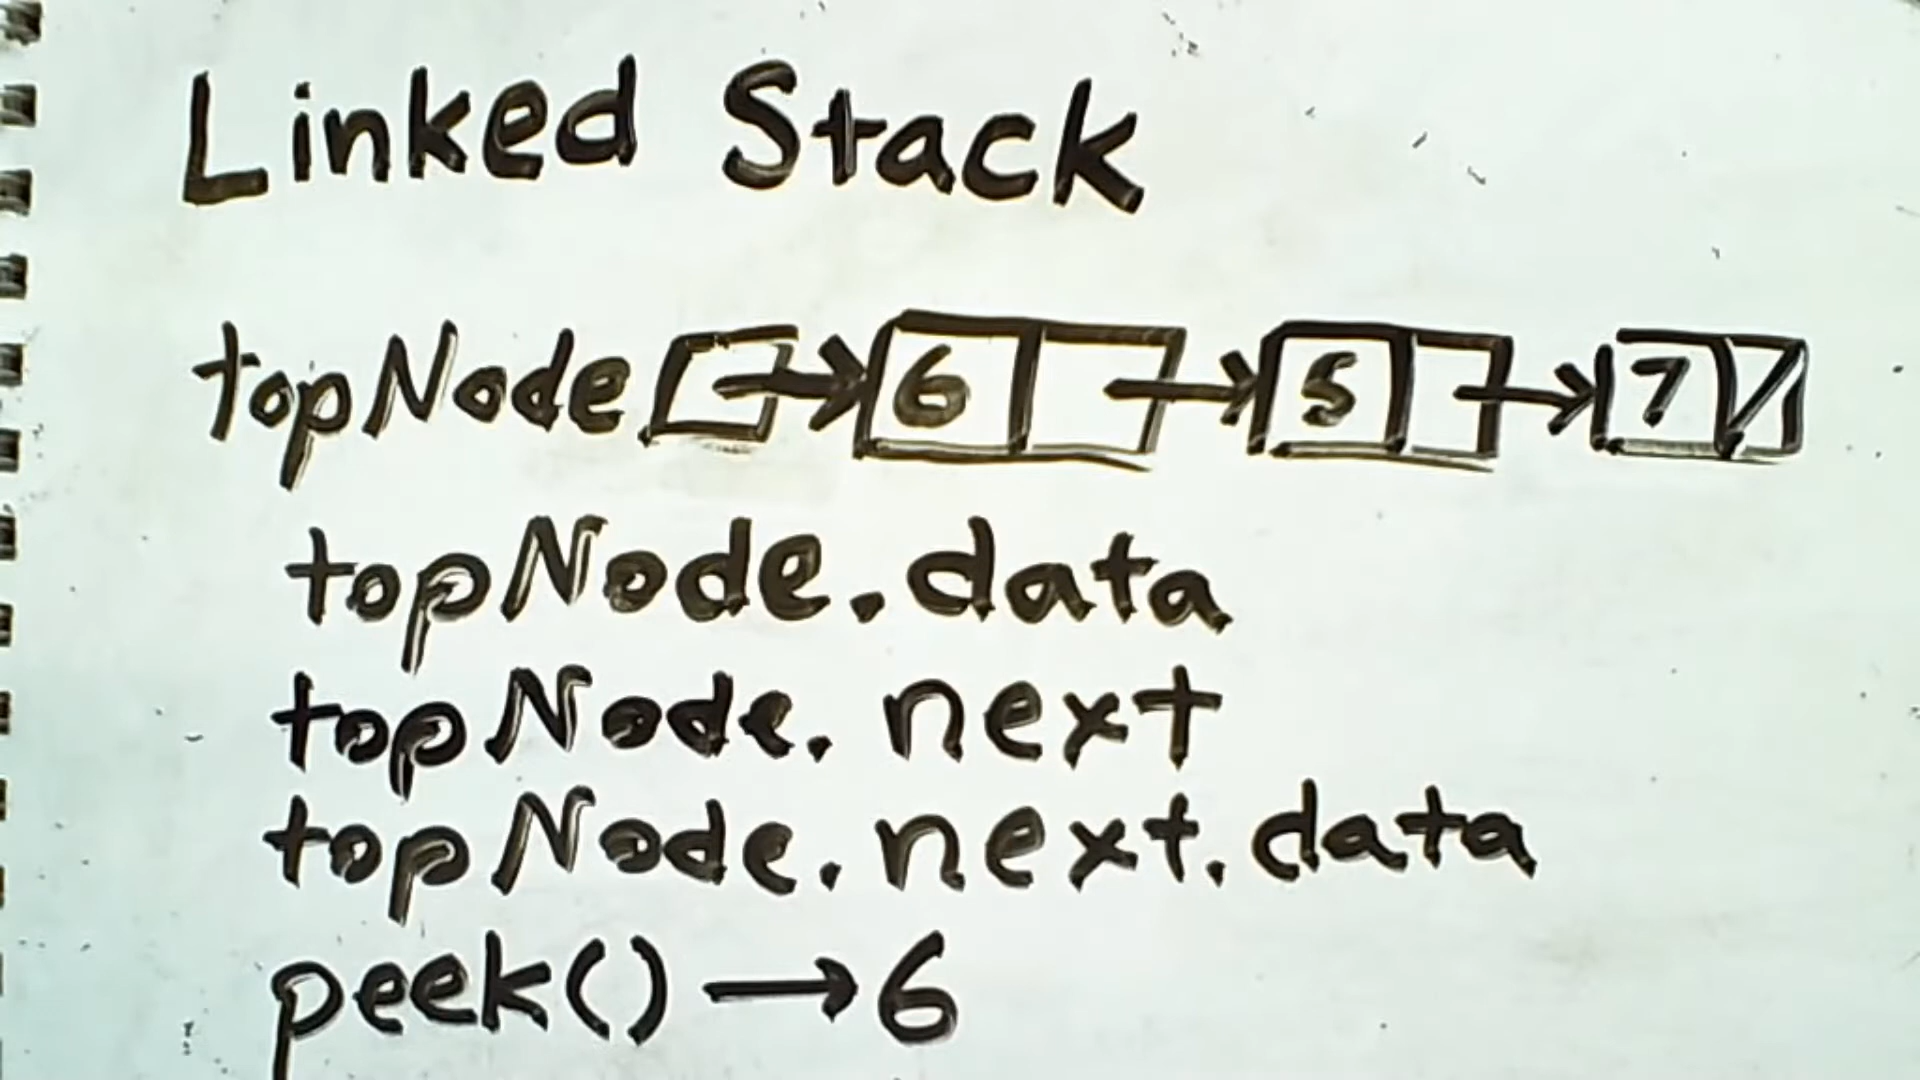 Linked Stack
topNode 6 5 7
topNode.data
topNode.next
topNode.next.data
peek() → 6